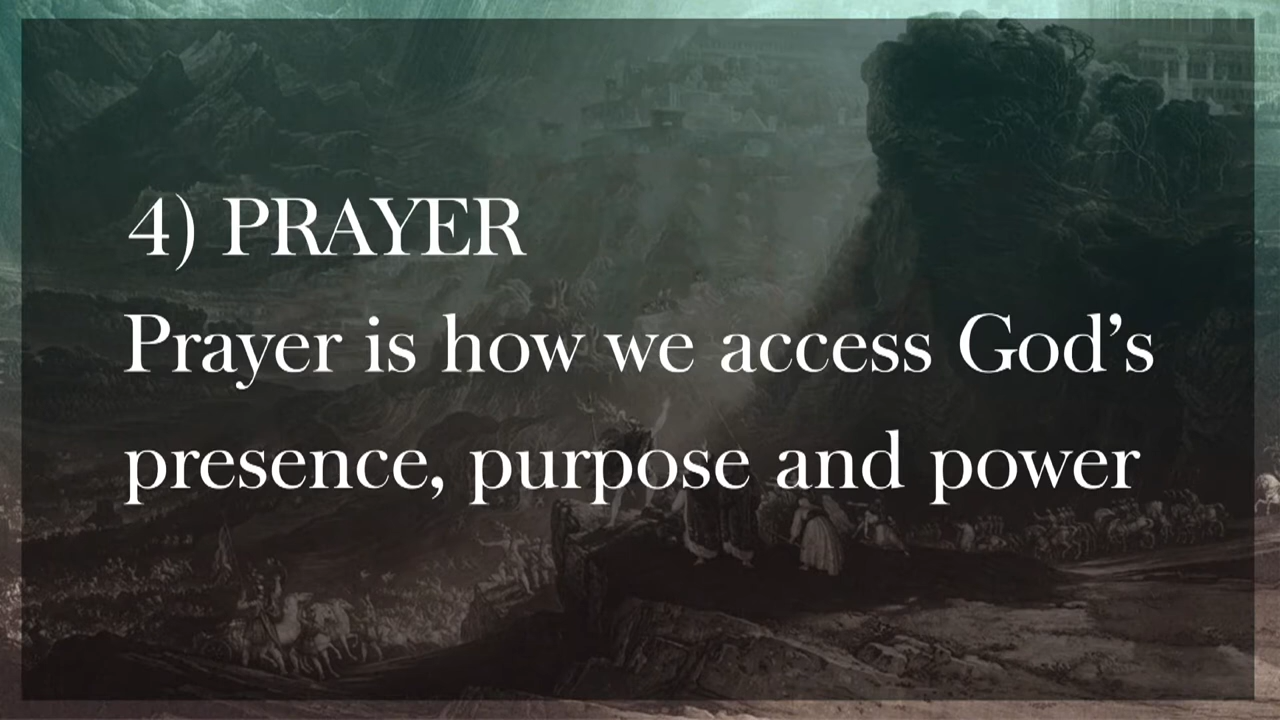 4) PRAYER
Prayer is how we access God’s
presence, purpose and power